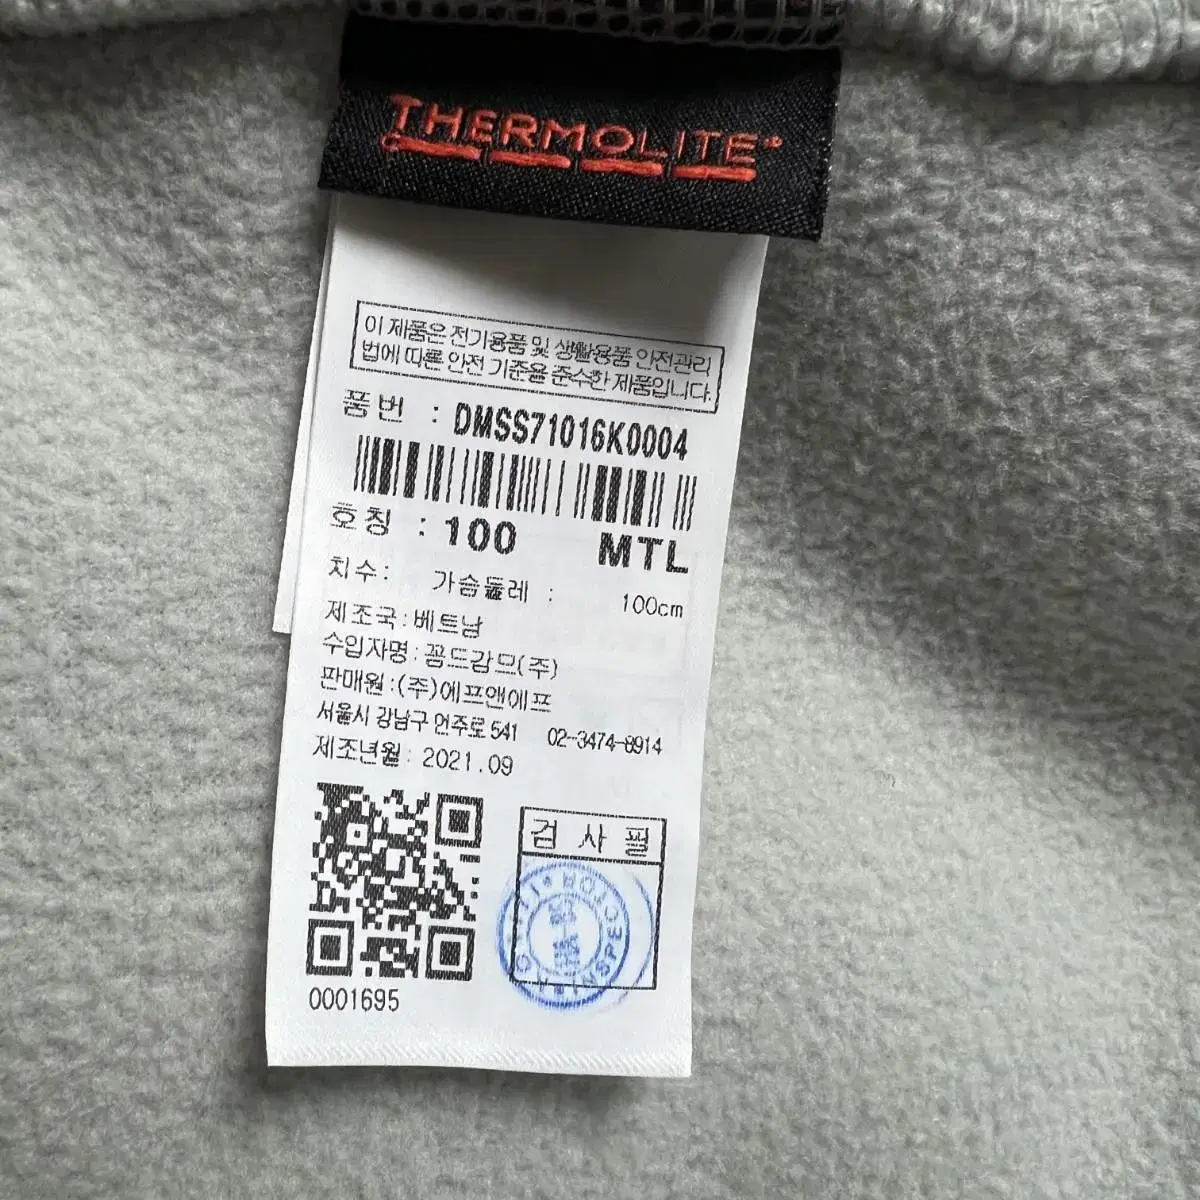 THERMOLITE
이 제품은 전기용품 및 생활용품 안전관리
법에 따른 안전 기준을 준수한 제품입니다.
품번 : DMSS71016K0004
호칭 : 100 MTL
치수: 가슴둘레 : 100cm
제조국:베트남
수입자명:꼼드감므(주)
판매원:(주)에프앤에프
서울시 강남구 언주로 541 02-3474-8914
제조년월: 2021.09
0001695
검사필
INSPECTOR